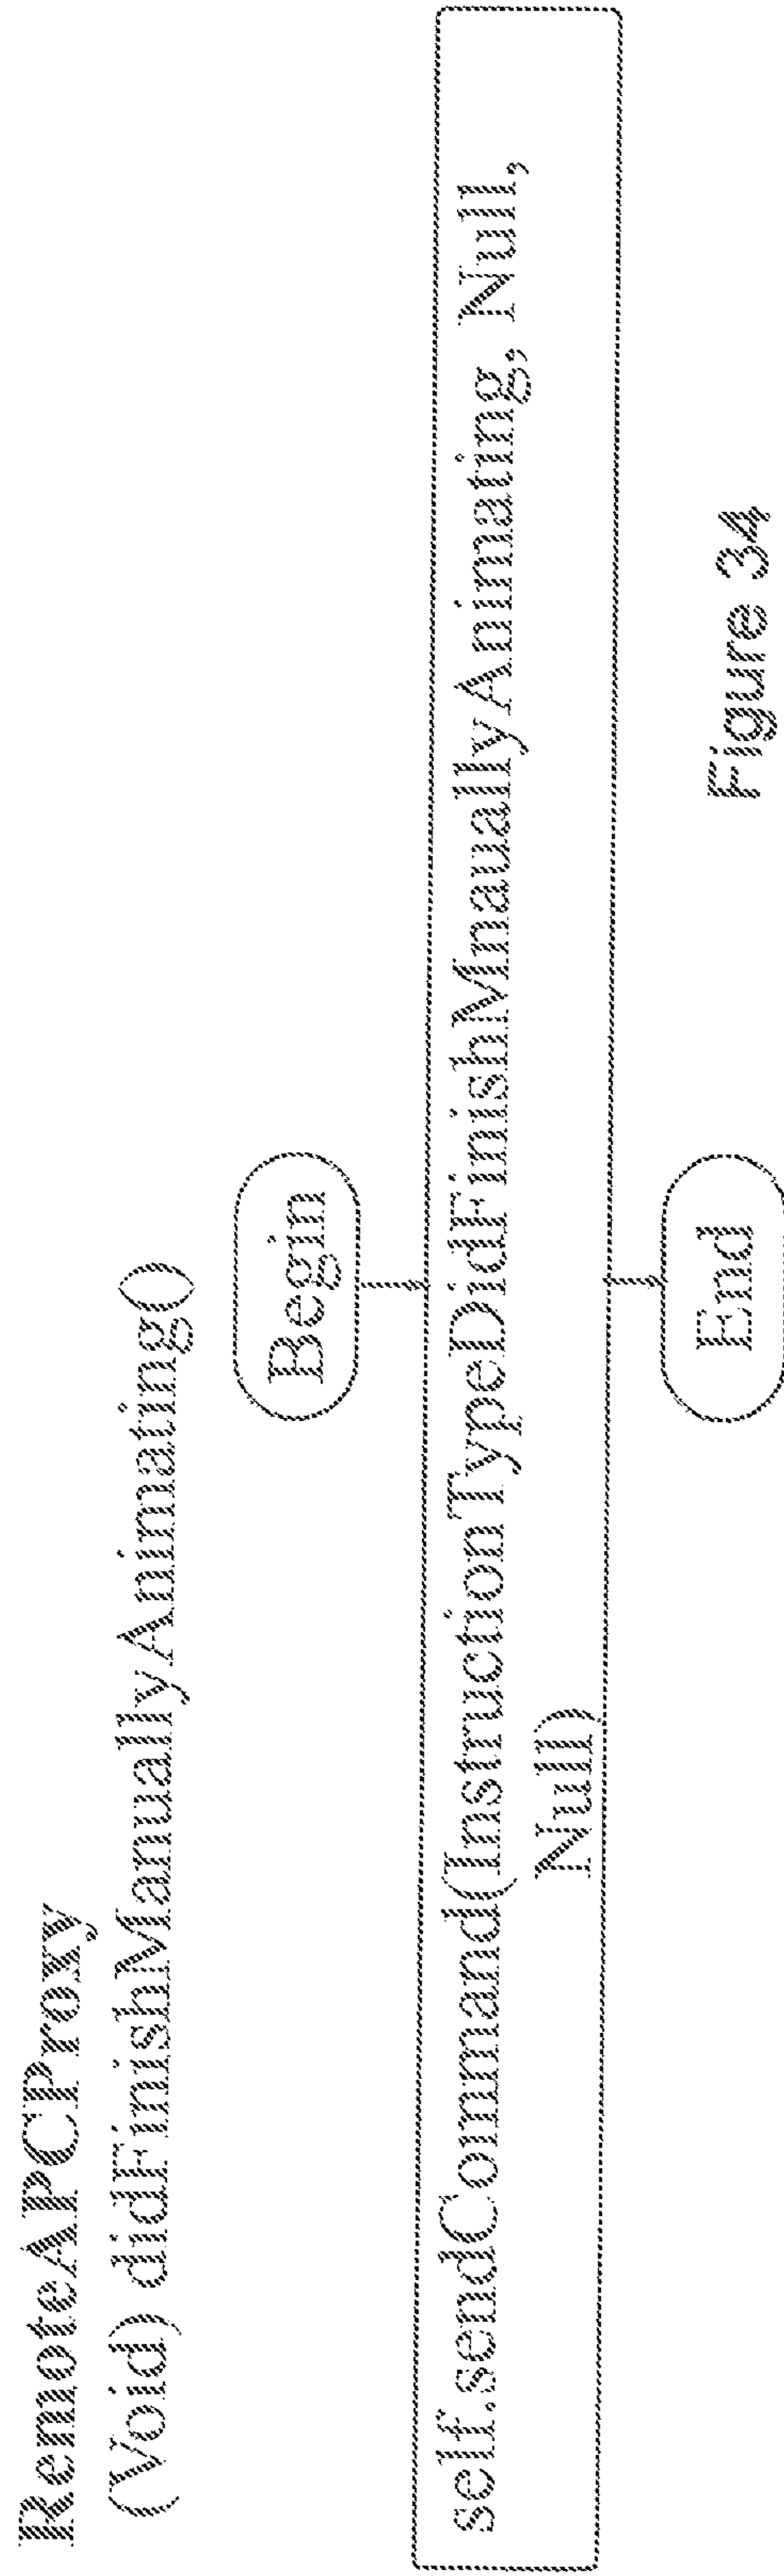 RemoteAPCProxy
(Void) didFinishManuallyAnimating()
Begin
self.sendCommand(InstructionTypeDidFinishMnauallyAnimating, Null,
Null)
End
Figure 34